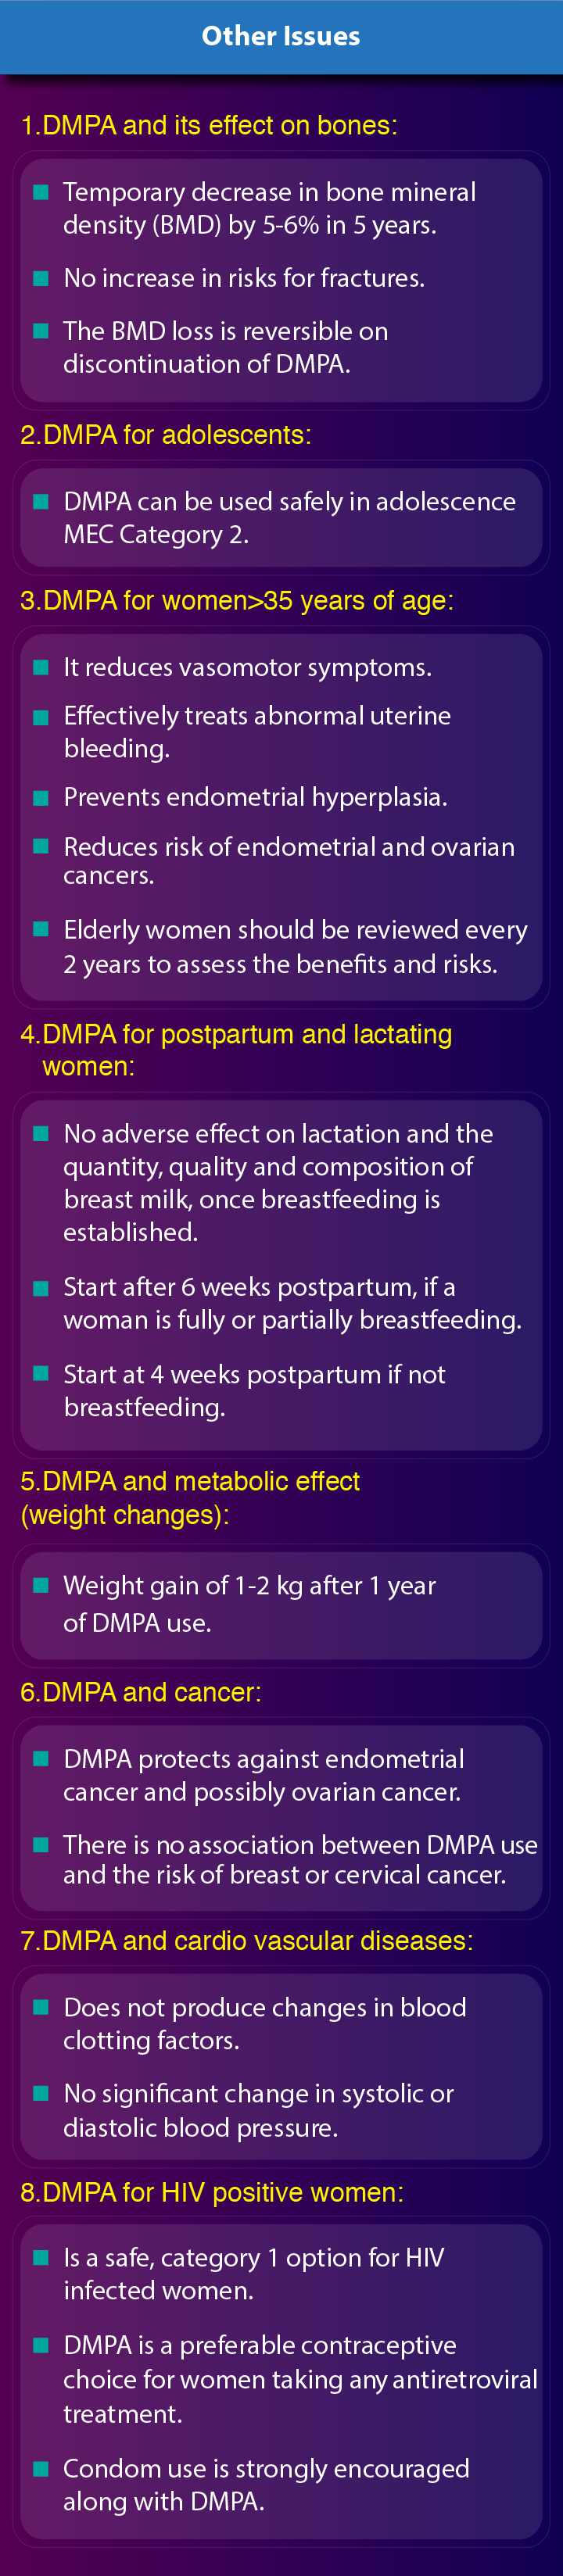 Other Issues
1.DMPA and its effect on bones:
Temporary decrease in bone mineral
density (BMD) by 5-6% in 5 years.
No increase in risks for fractures.
The BMD loss is reversible on
discontinuation of DMPA.
2.DMPA for adolescents:
DMPA can be used safely in adolescence
MEC Category 2.
3.DMPA for women>35 years of age:
It reduces vasomotor symptoms.
Effectively treats abnormal uterine
bleeding.
Prevents endometrial hyperplasia.
Reduces risk of endometrial and ovarian
cancers.
Elderly women should be reviewed every
2 years to assess the benefits and risks.
4.DMPA for postpartum and lactating
women:
No adverse effect on lactation and the
quantity, quality and composition of
breast milk, once breastfeeding is
established.
Start after 6 weeks postpartum, if a
woman is fully or partially breastfeeding.
Start at 4 weeks postpartum if not
breastfeeding.
5.DMPA and metabolic effect
(weight changes):
Weight gain of 1-2 kg after 1 year
of DMPA use.
6.DMPA and cancer:
DMPA protects against endometrial
cancer and possibly ovarian cancer.
There is no association between DMPA use
and the risk of breast or cervical cancer.
7.DMPA and cardio vascular diseases:
Does not produce changes in blood
clotting factors.
No significant change in systolic or
diastolic blood pressure.
8.DMPA for HIV positive women:
Is a safe, category 1 option for HIV
infected women.
DMPA is a preferable contraceptive
choice for women taking any antiretroviral
treatment.
Condom use is strongly encouraged
along with DMPA.